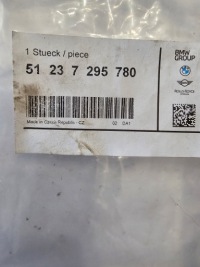 1 Stueck / piece
BMW
GROUP
51 23 7 295 780
Made in Czech Republic - CZ